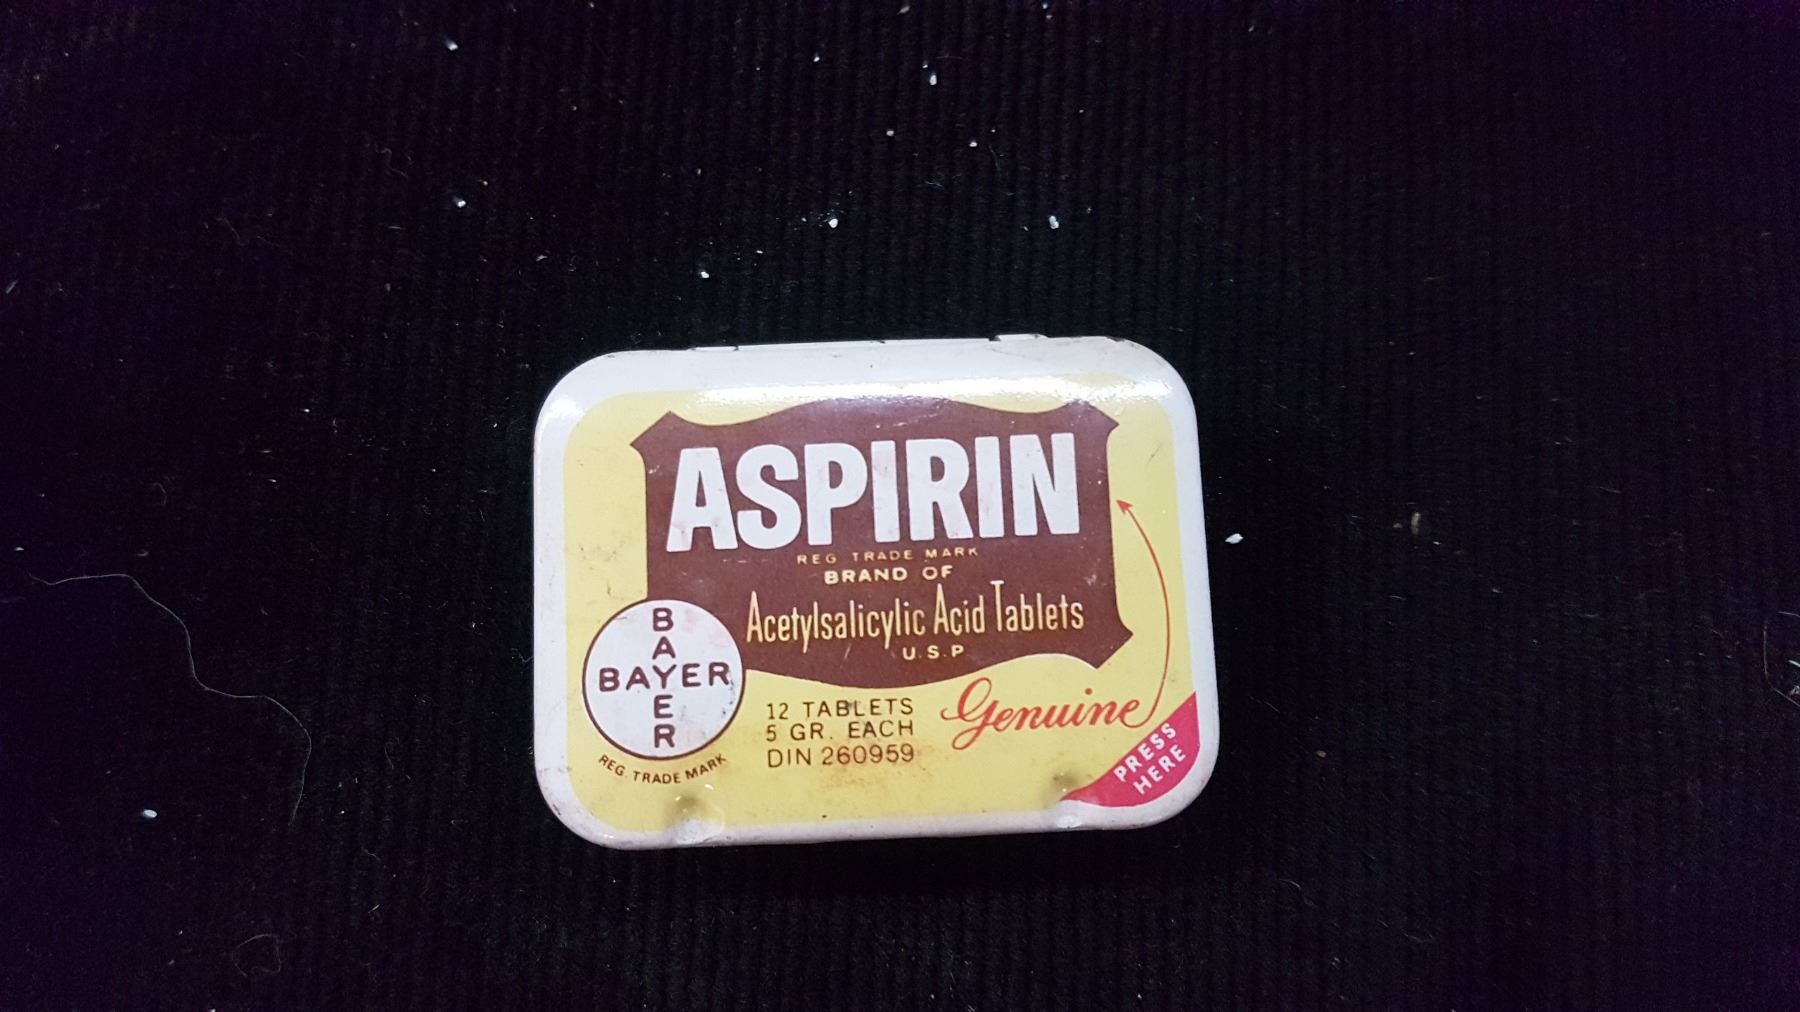 ASPIRIN
REG. TRADE MARK
BRAND OF
Acetylsalicylic Acid Tablets
U.S.P
BAYER
BAYER
REG. TRADE MARK
12 TABLETS
5 GR. EACH
DIN 260959
Genuine
PRESS
HERE